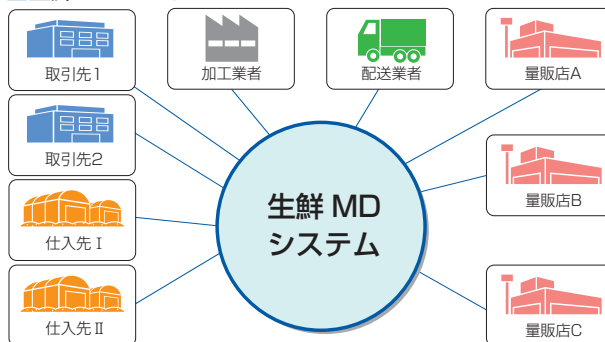 取引先1
加工業者
配送業者
量販店A
取引先2
量販店B
生鮮 MD
システム
仕入先Ⅰ
仕入先Ⅱ
量販店C